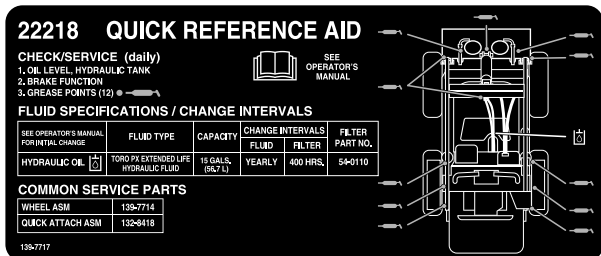 22218 QUICK REFERENCE AID
CHECK/SERVICE (daily)
1. OIL LEVEL, HYDRAULIC TANK
2. BRAKE FUNCTION
3. GREASE POINTS (12)
SEE
OPERATOR'S
MANUAL
FLUID SPECIFICATIONS / CHANGE INTERVALS
SEE OPERATOR'S MANUAL
FOR INITIAL CHANGE
FLUID TYPE
CAPACITY
CHANGE INTERVALS
FLUID
FILTER
FILTER
PART NO.
HYDRAULIC OIL
TORO PX EXTENDED LIFE
HYDRAULIC FLUID
15 GALS.
(56.7 L)
YEARLY
400 HRS.
54-0110
COMMON SERVICE PARTS
WHEEL ASM 139-7714
QUICK ATTACH ASM 132-8418
139-7717